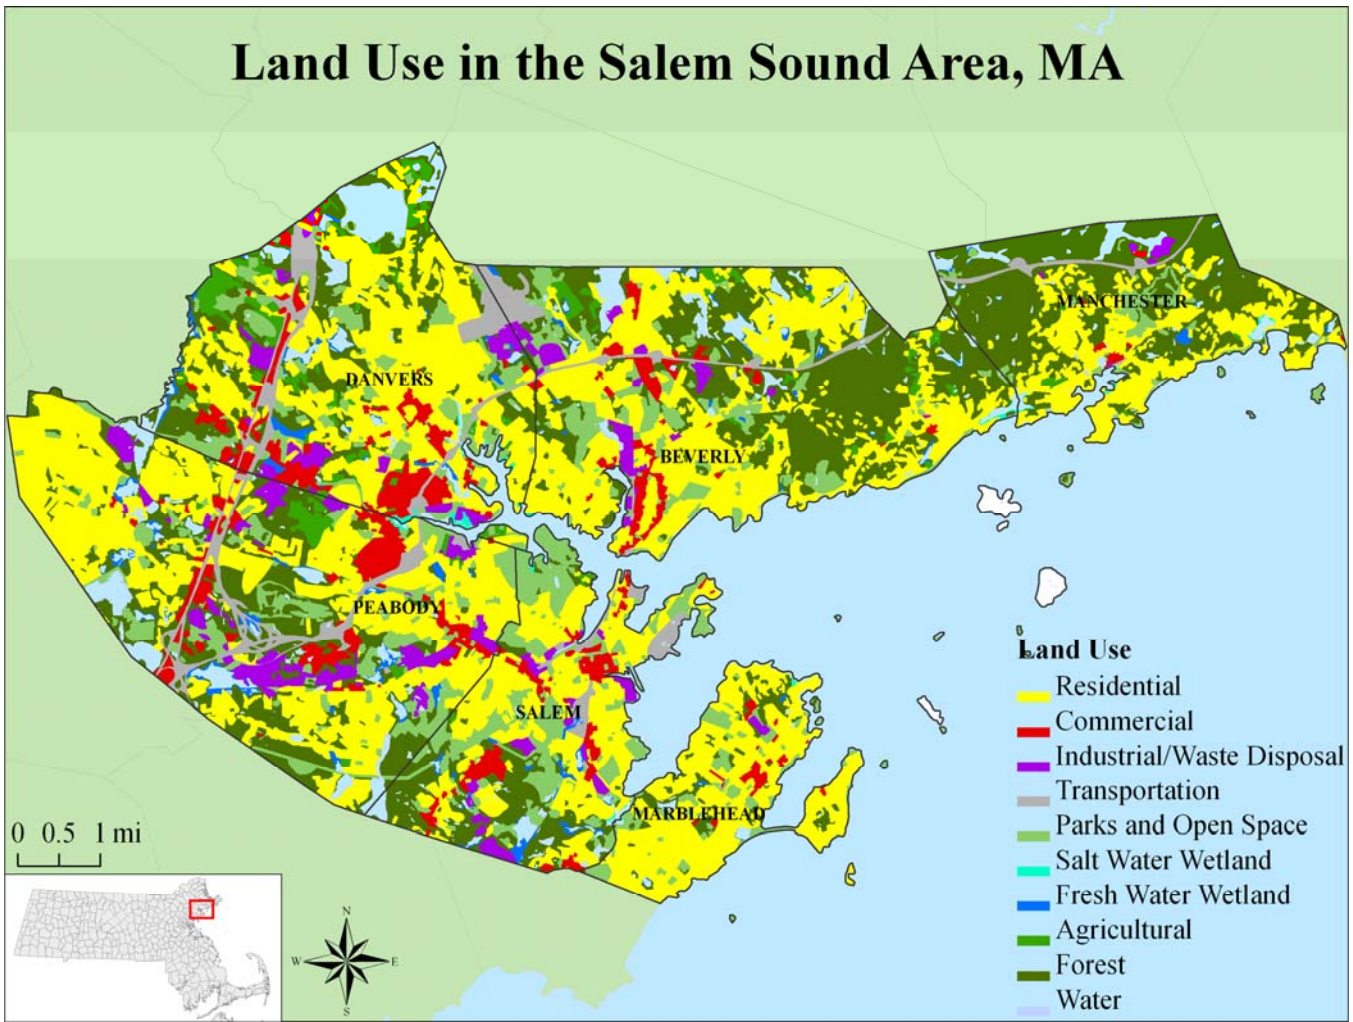 Land Use in the Salem Sound Area, MA
MANCHESTER
DANVERS
BEVERLY
PEABODY
SALEM
MARBLEHEAD
Land Use
Residential
Commercial
Industrial/Waste Disposal
Transportation
Parks and Open Space
Salt Water Wetland
Fresh Water Wetland
Agricultural
Forest
Water
0 0.5 1 mi
N
W E
S